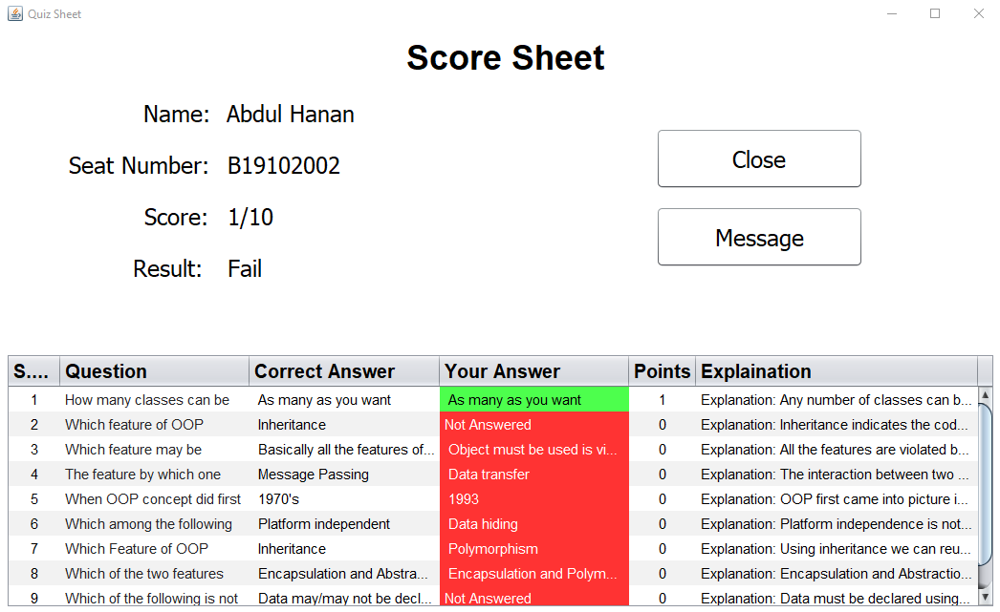 Quiz Sheet
Score Sheet
Name: Abdul Hanan
Seat Number: B19102002
Close
Score: 1/10
Message
Result: Fail
S.... Question Correct Answer Your Answer Points Explaination
1 How many classes can be As many as you want As many as you want 1 Explanation: Any number of classes can b...
2 Which feature of OOP Inheritance Not Answered 0 Explanation: Inheritance indicates the cod...
3 Which feature may be Basically all the features of... Object must be used is vi... 0 Explanation: All the features are violated b...
4 The feature by which one Message Passing Data transfer 0 Explanation: The interaction between two ...
5 When OOP concept did first 1970's 1993 0 Explanation: OOP first came into picture i...
6 Which among the following Platform independent Data hiding 0 Explanation: Platform independence is not...
7 Which Feature of OOP Inheritance Polymorphism 0 Explanation: Using inheritance we can reu...
8 Which of the two features Encapsulation and Abstra... Encapsulation and Polym... 0 Explanation: Encapsulation and Abstractio...
9 Which of the following is not Data may/may not be decl... Not Answered 0 Explanation: Data must be declared using...